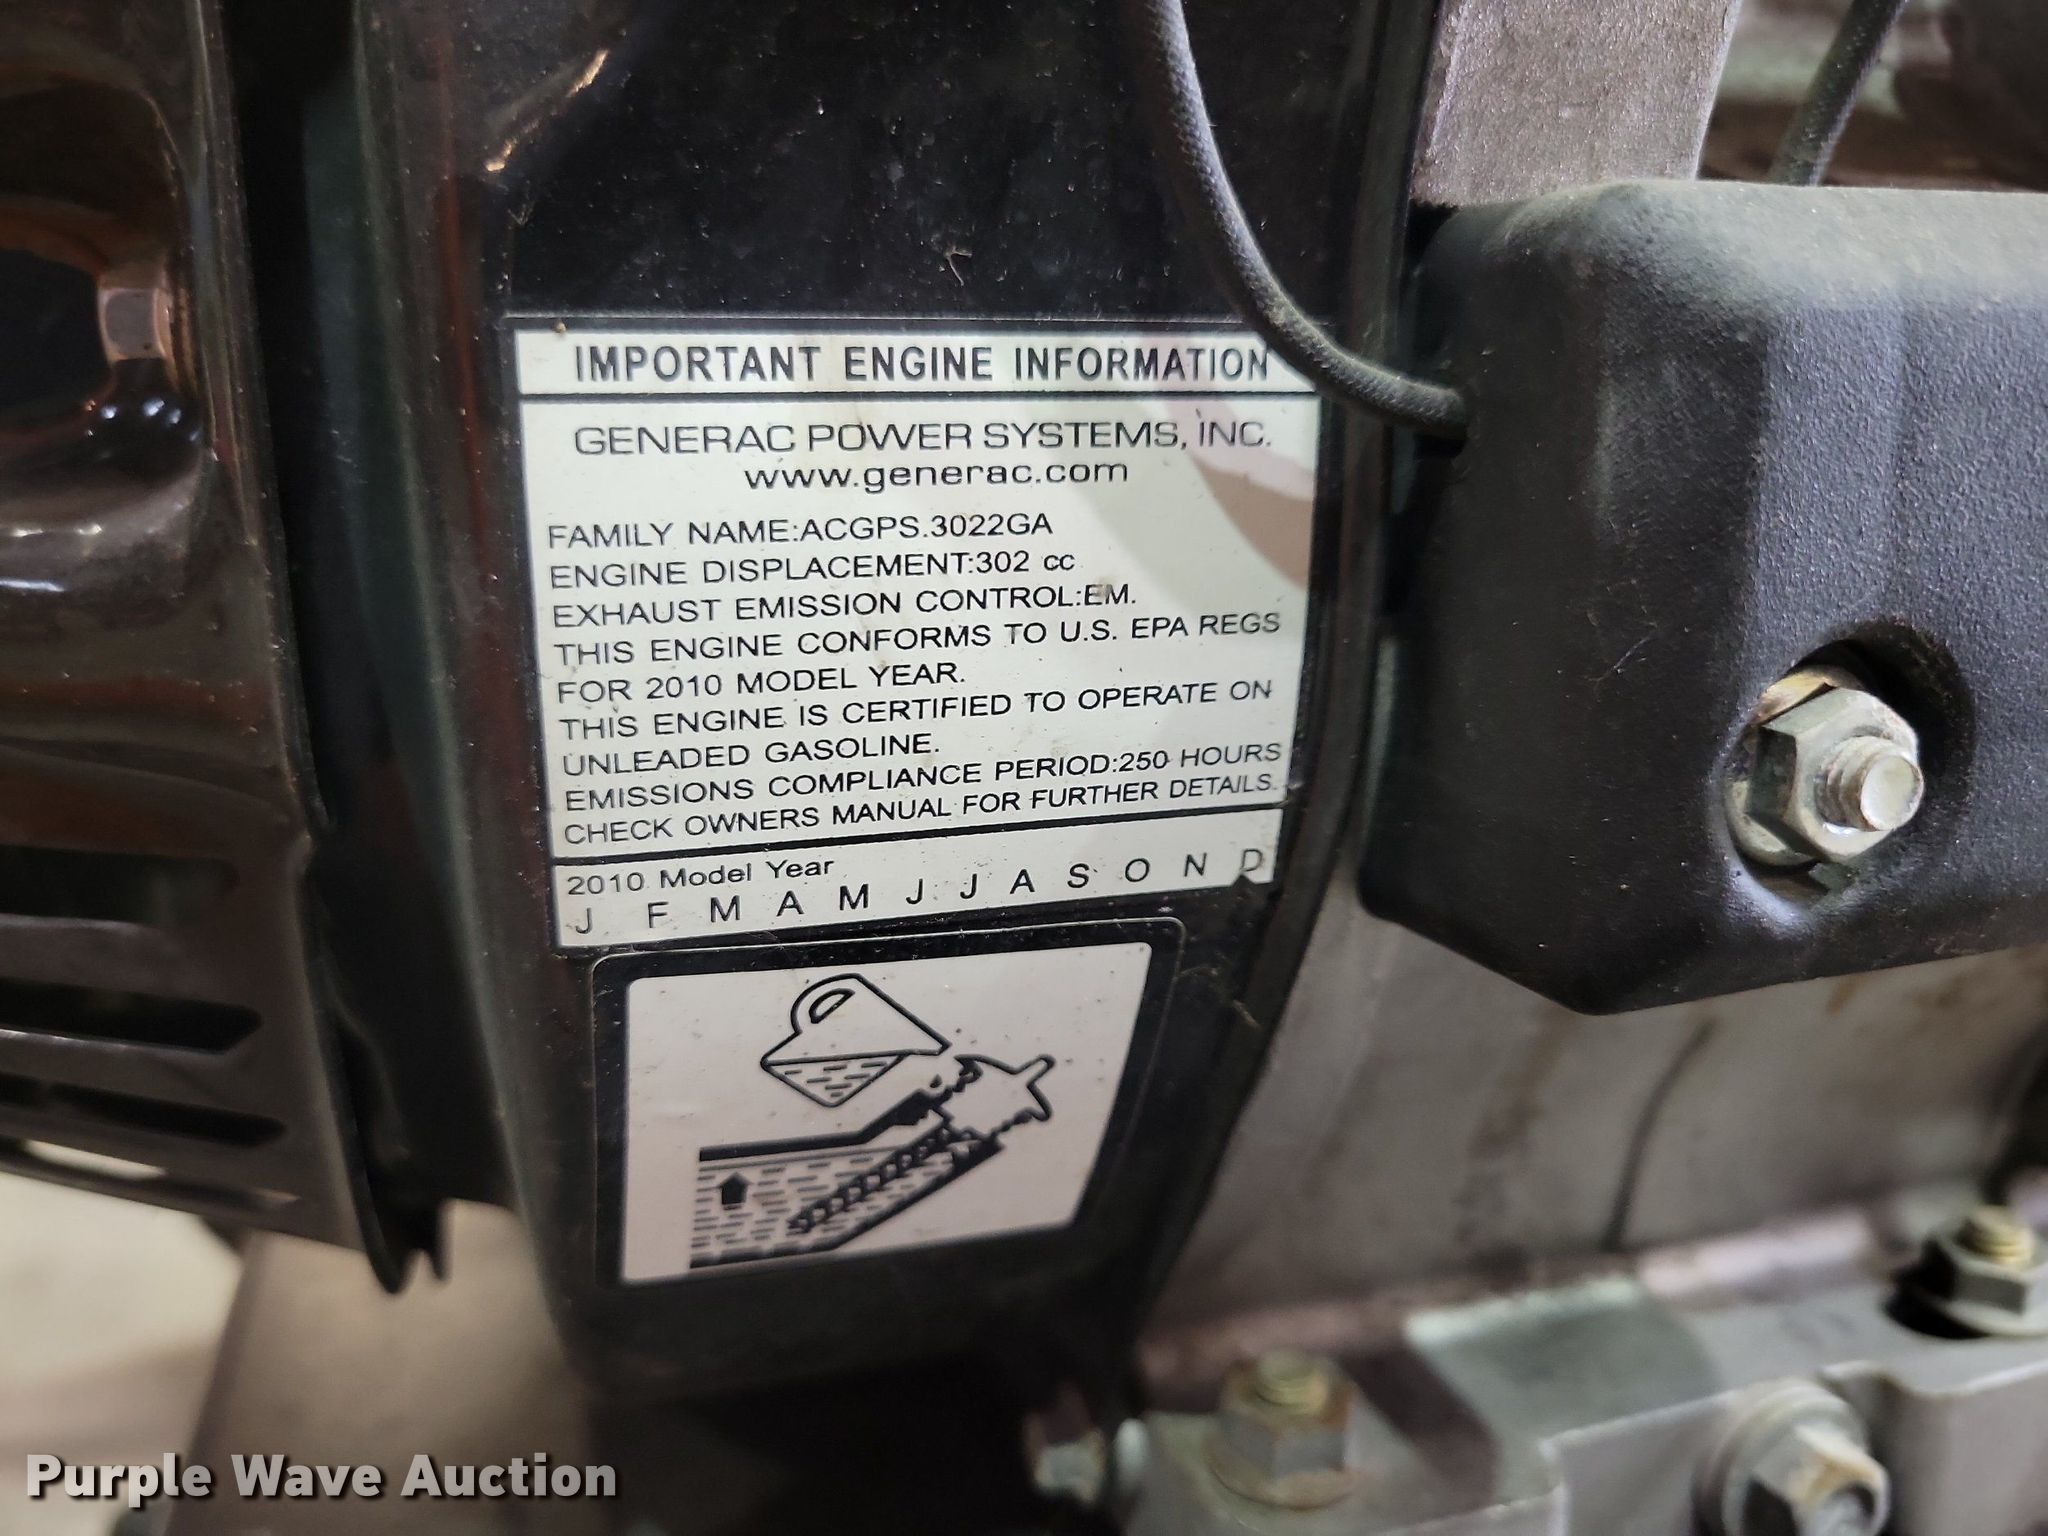 IMPORTANT ENGINE INFORMATION
GENERAC POWER SYSTEMS, INC.
www.generac.com
FAMILY NAME:ACGPS.3022GA
ENGINE DISPLACEMENT:302 cc
EXHAUST EMISSION CONTROL:EM.
THIS ENGINE CONFORMS TO U.S. EPA REGS
FOR 2010 MODEL YEAR.
THIS ENGINE IS CERTIFIED TO OPERATE ON
UNLEADED GASOLINE.
EMISSIONS COMPLIANCE PERIOD:250 HOURS
CHECK OWNERS MANUAL FOR FURTHER DETAILS.
2010 Model Year
J F M A M J J A S O N D
Purple Wave Auction